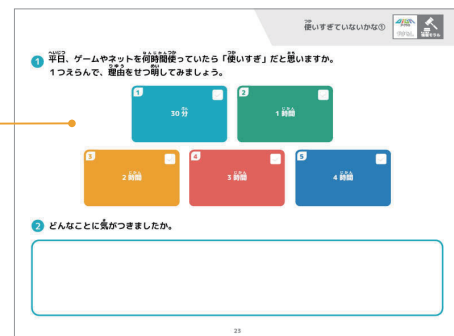 使いすぎていないかな①
1 平日、ゲームやネットを何時間使っていたら「使いすぎ」だと思いますか。
1つえらんで、理由をせつ明してみましょう。
1
30分
2
1時間
3
2時間
4
3時間
5
4時間
2 どんなことに気がつきましたか。
23